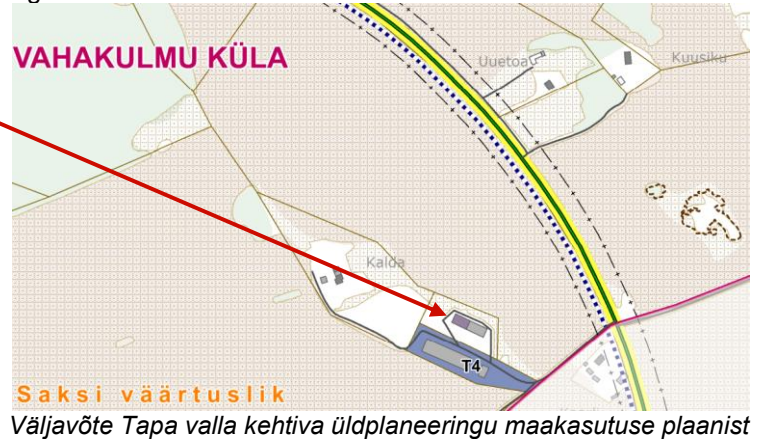 VAHAKULMU KÜLA
Uuetoa
Kuusiku
Kalda
T4
Saksi väärtuslik
Väljavõte Tapa valla kehtiva üldplaneeringu maakasutuse plaanist